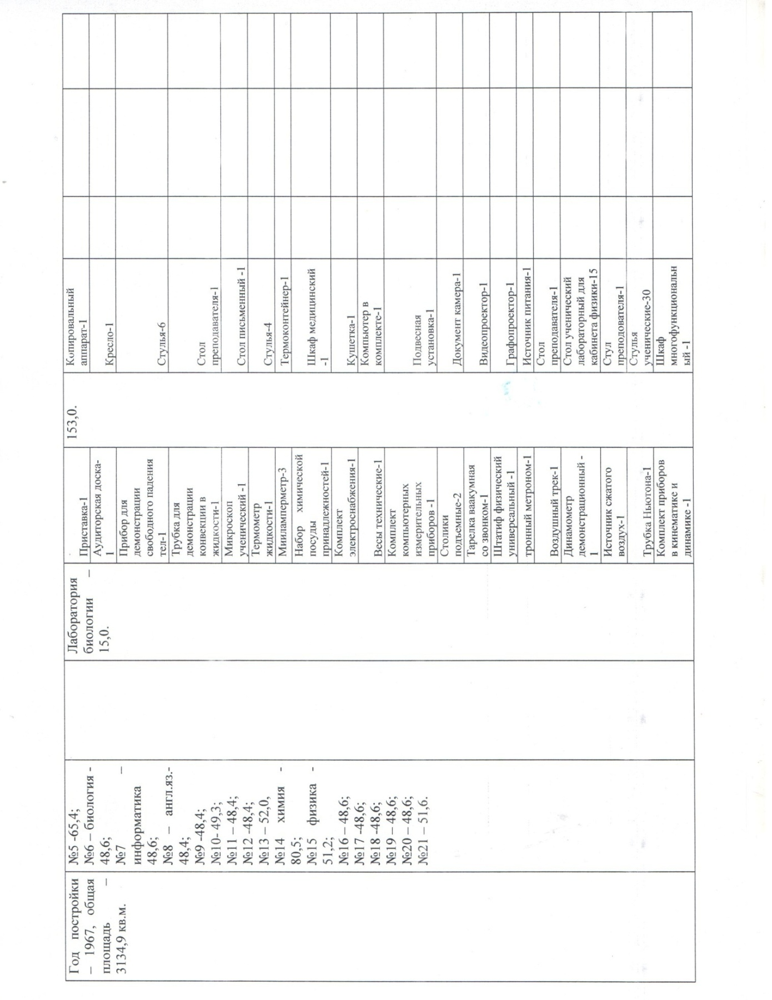 Год постройки
– 1967, общая
площадь –
3134,9 кв.м.
№5 -65,4;
№6 – биология -
48,6;
№7 –
информатика
48,6;
№8 – англ.яз.-
48,4;
№9 -48,4;
№10- 49,3;
№11 – 48,4;
№12 -48,4;
№13 – 52,0,
№14 химия -
80,5;
№15 физика -
51,2;
№16 – 48,6;
№17 -48,6;
№18 -48,6;
№19 – 48,6;
№20 – 48,6;
№21 – 51,6.
Лаборатория
биологии –
15,0.
Приставка-1
Аудиторская доска-
1
Прибор для
демонстрации
свободного падения
тел-1
Трубка для
демонстрации
конвекции в
жидкости-1
Микроскоп
ученический -1
Термометр
жидкости-1
Миламперметр-3
Набор химической
посуды
принадлежностей-1
Комплект
электроснабжения-1
Весы технические-1
Комплект
компьютерных
измерительных
приборов -1
Столики
подъемные-2
Тарелка ваакумная
со звонком-1
Штатиф физический
универсальный -1
тронный метроном-1
Воздушный трек-1
Динамометр
демонстрационный -
1
Источник сжатого
воздух-1
Трубка Ньютона-1
Комплект приборов
в кинематике и
динамике -1
153,0.
Копировальный
аппарат-1
Кресло-1
Стулья-6
Стол
преподавателя-1
Стол письменный -1
Стулья-4
Термоконтейнер-1
Шкаф медицинский
-1
Кушетка-1
Компьютер в
комплекте-1
Подвесная
установка-1
Документ камера-1
Видеопроектор-1
Графопроектор-1
Источник питания-1
Стол
преподавателя-1
Стол ученический
лабораторный для
кабинета физики-15
Стул
преподователя-1
Стулья
ученические-30
Шкаф
многофункциональн
ый -1